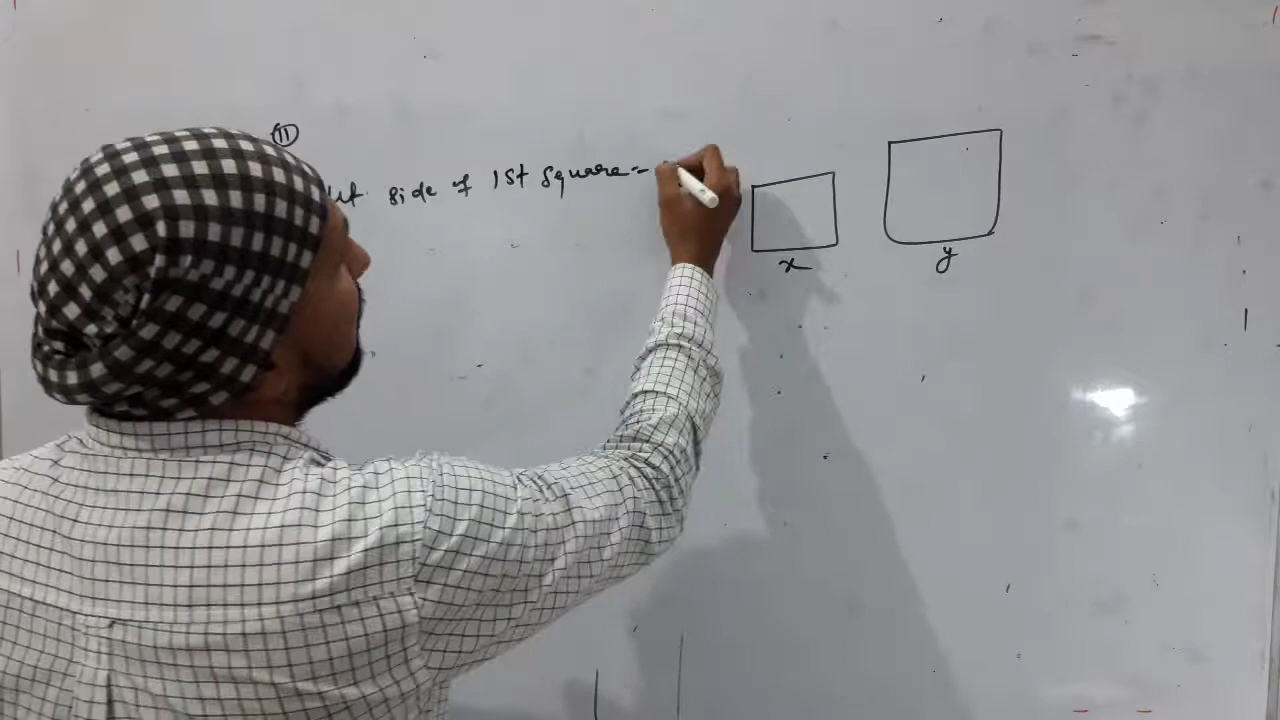 11
side of 1st square =
x
y